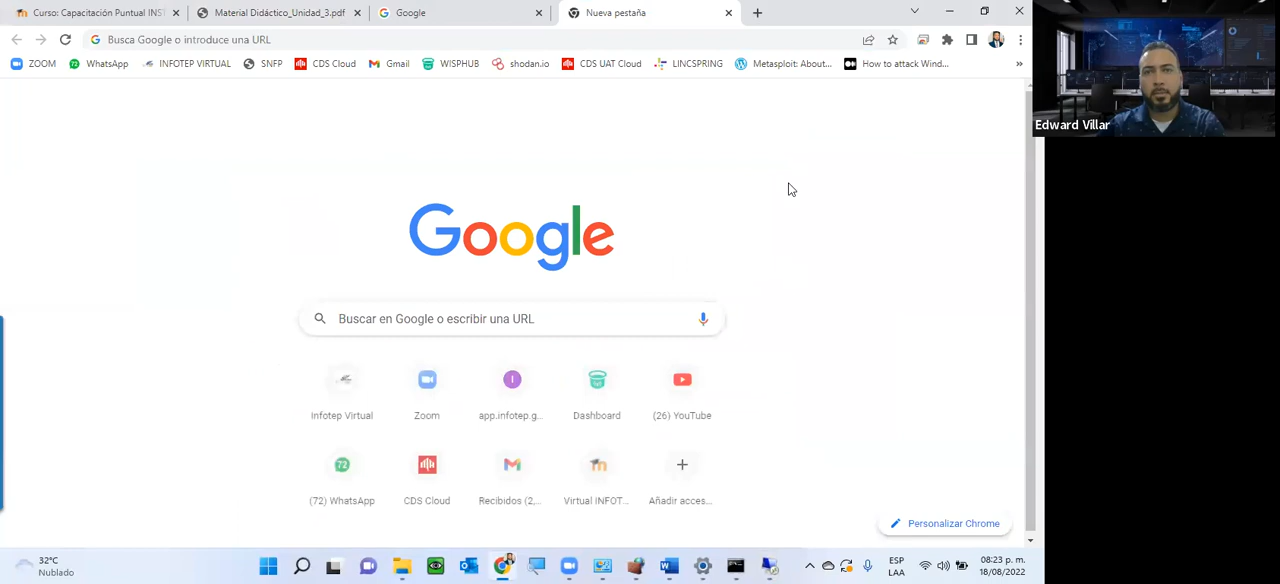 Curso: Capacitación Puntual INS
Material Didáctico_Unidad_3.pdf
Google
Nueva pestaña
Busca Google o introduce una URL
ZOOM
WhatsApp
INFOTEP VIRTUAL
SNFP
CDS Cloud
Gmail
WISPHUB
shodan.io
CDS UAT Cloud
LINCSPRING
Metasploit: About...
How to attack Wind...
»
Edward Villar
Google
Buscar en Google o escribir una URL
Infotep Virtual
Zoom
I
app.infotep.g...
Dashboard
(26) YouTube
72
(72) WhatsApp
CDS Cloud
Recibidos (2,...
Virtual INFOT...
Añadir acces...
Personalizar Chrome
32°C
Nublado
ESP
LAA
08:23 p. m.
18/08/2022